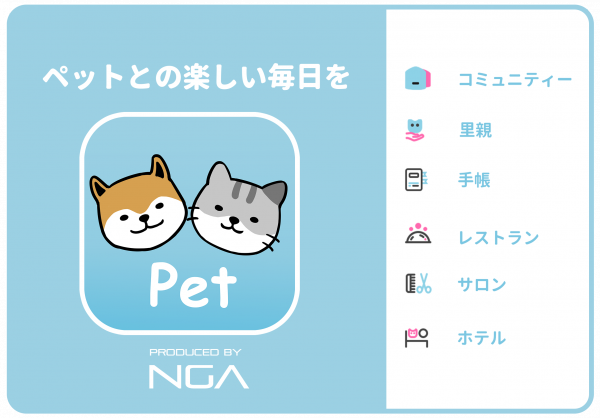 ペットとの楽しい毎日を
Pet
PRODUCED BY
NGA
コミュニティー
里親
手帳
レストラン
サロン
ホテル